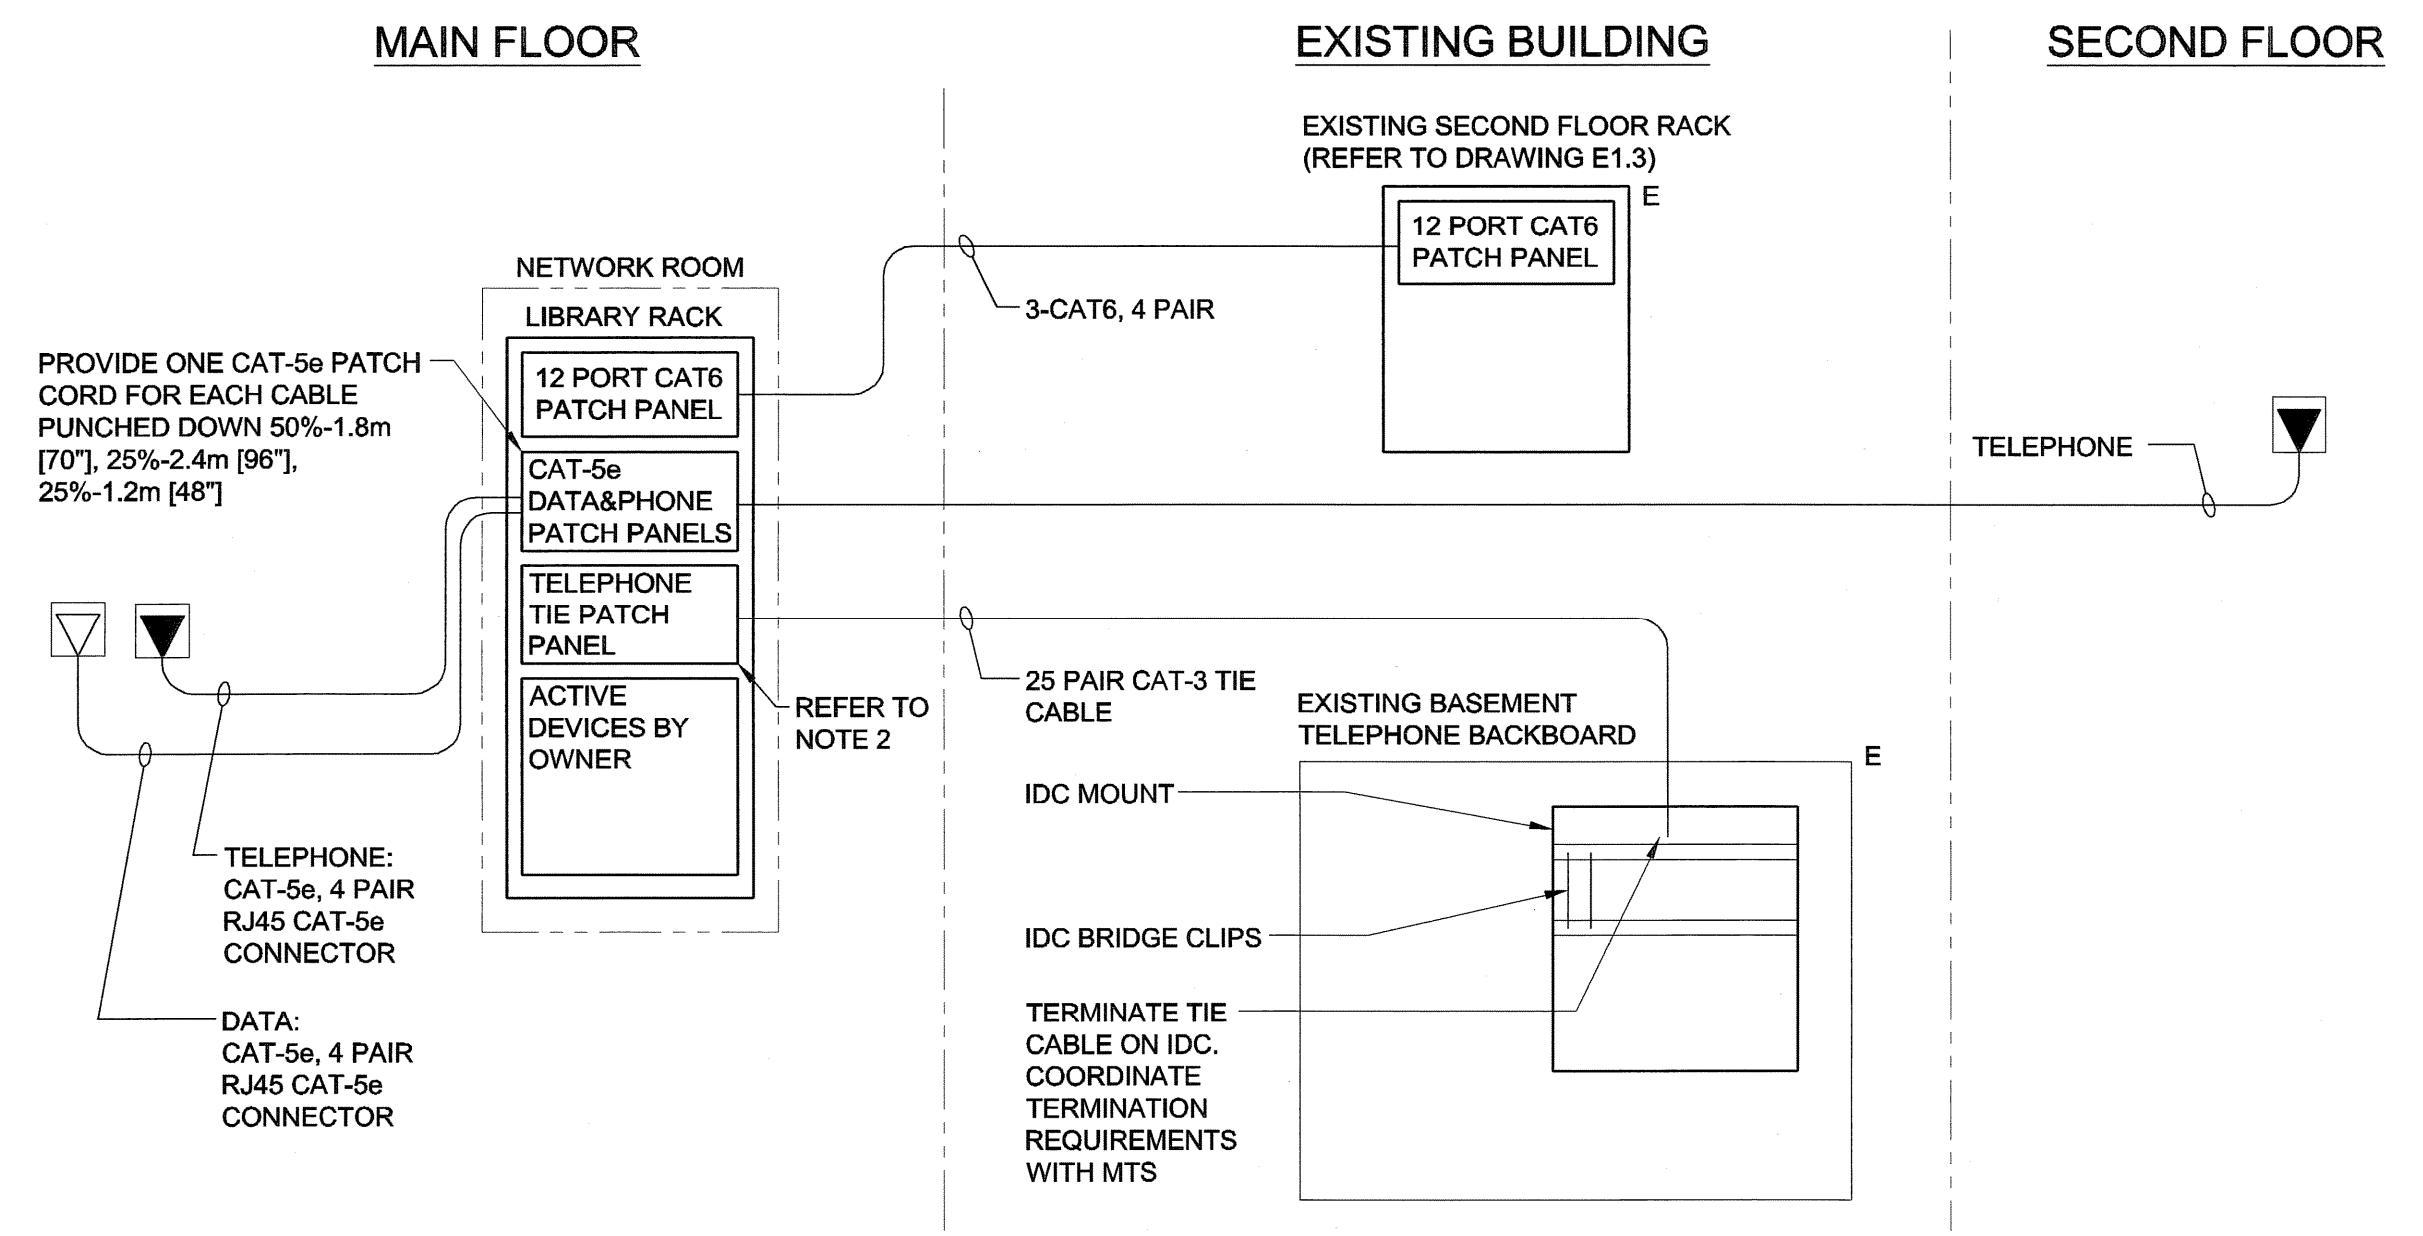 MAIN FLOOR
EXISTING BUILDING
SECOND FLOOR
EXISTING SECOND FLOOR RACK
(REFER TO DRAWING E1.3)
E
12 PORT CAT6
PATCH PANEL
3-CAT6, 4 PAIR
NETWORK ROOM
LIBRARY RACK
12 PORT CAT6
PATCH PANEL
PROVIDE ONE CAT-5e PATCH
CORD FOR EACH CABLE
PUNCHED DOWN 50%-1.8m
[70"], 25%-2.4m [96"],
25%-1.2m [48"]
CAT-5e
DATA&PHONE
PATCH PANELS
TELEPHONE
TELEPHONE
TIE PATCH
PANEL
ACTIVE
DEVICES BY
OWNER
REFER TO
NOTE 2
25 PAIR CAT-3 TIE
CABLE
EXISTING BASEMENT
TELEPHONE BACKBOARD
E
IDC MOUNT
IDC BRIDGE CLIPS
TERMINATE TIE
CABLE ON IDC.
COORDINATE
TERMINATION
REQUIREMENTS
WITH MTS
TELEPHONE:
CAT-5e, 4 PAIR
RJ45 CAT-5e
CONNECTOR
DATA:
CAT-5e, 4 PAIR
RJ45 CAT-5e
CONNECTOR